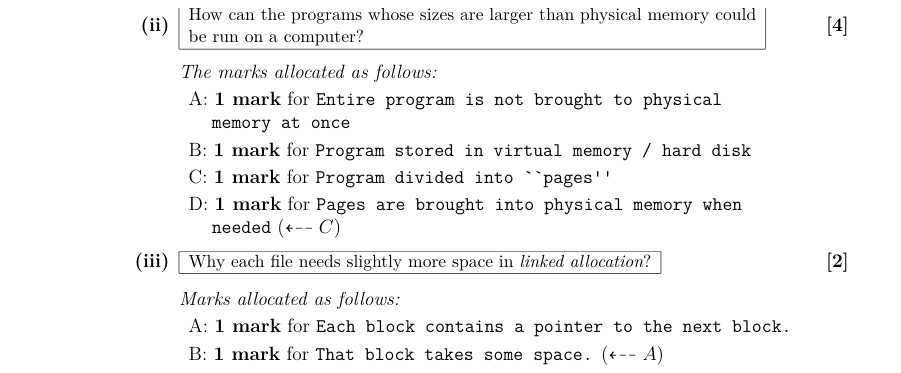 (ii) How can the programs whose sizes are larger than physical memory could [4]
be run on a computer?
The marks allocated as follows:
A: 1 mark for Entire program is not brought to physical
memory at once
B: 1 mark for Program stored in virtual memory / hard disk
C: 1 mark for Program divided into ``pages''
D: 1 mark for Pages are brought into physical memory when
needed (←-- C)
(iii) Why each file needs slightly more space in linked allocation? [2]
Marks allocated as follows:
A: 1 mark for Each block contains a pointer to the next block.
B: 1 mark for That block takes some space. (←-- A)